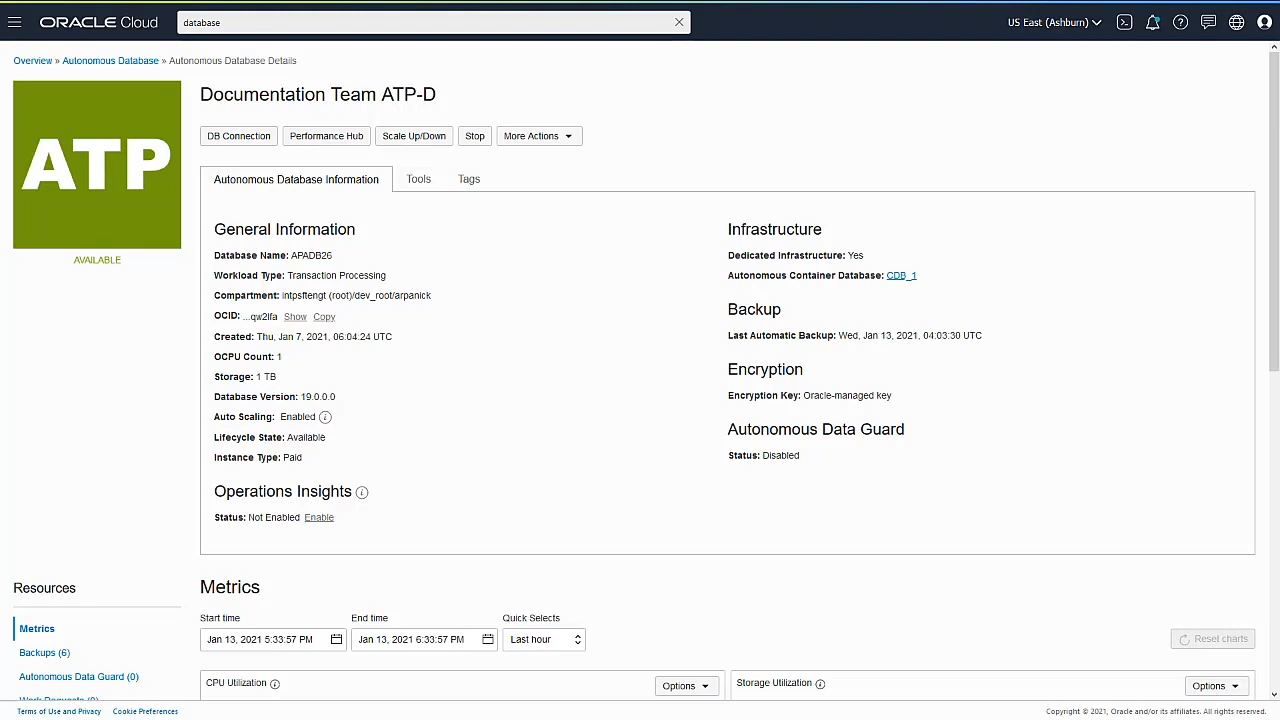 ORACLE Cloud
database
US East (Ashburn)
Overview » Autonomous Database » Autonomous Database Details
ATP
AVAILABLE
Documentation Team ATP-D
DB Connection
Performance Hub
Scale Up/Down
Stop
More Actions
Autonomous Database Information
Tools
Tags
General Information
Database Name: APADB26
Workload Type: Transaction Processing
Compartment: intpsftengt (root)/dev_root/arpanick
OCID: ...qw2lfa Show Copy
Created: Thu, Jan 7, 2021, 06:04:24 UTC
OCPU Count: 1
Storage: 1 TB
Database Version: 19.0.0.0
Auto Scaling: Enabled
Lifecycle State: Available
Instance Type: Paid
Operations Insights
Status: Not Enabled Enable
Infrastructure
Dedicated Infrastructure: Yes
Autonomous Container Database: CDB_1
Backup
Last Automatic Backup: Wed, Jan 13, 2021, 04:03:30 UTC
Encryption
Encryption Key: Oracle-managed key
Autonomous Data Guard
Status: Disabled
Resources
Metrics
Backups (6)
Autonomous Data Guard (0)
Metrics
Start time
Jan 13, 2021 5:33:57 PM
End time
Jan 13, 2021 6:33:57 PM
Quick Selects
Last hour
Reset charts
CPU Utilization
Options
Storage Utilization
Options
Terms of Use and Privacy
Cookie Preferences
Copyright © 2021, Oracle and/or its affiliates. All rights reserved.